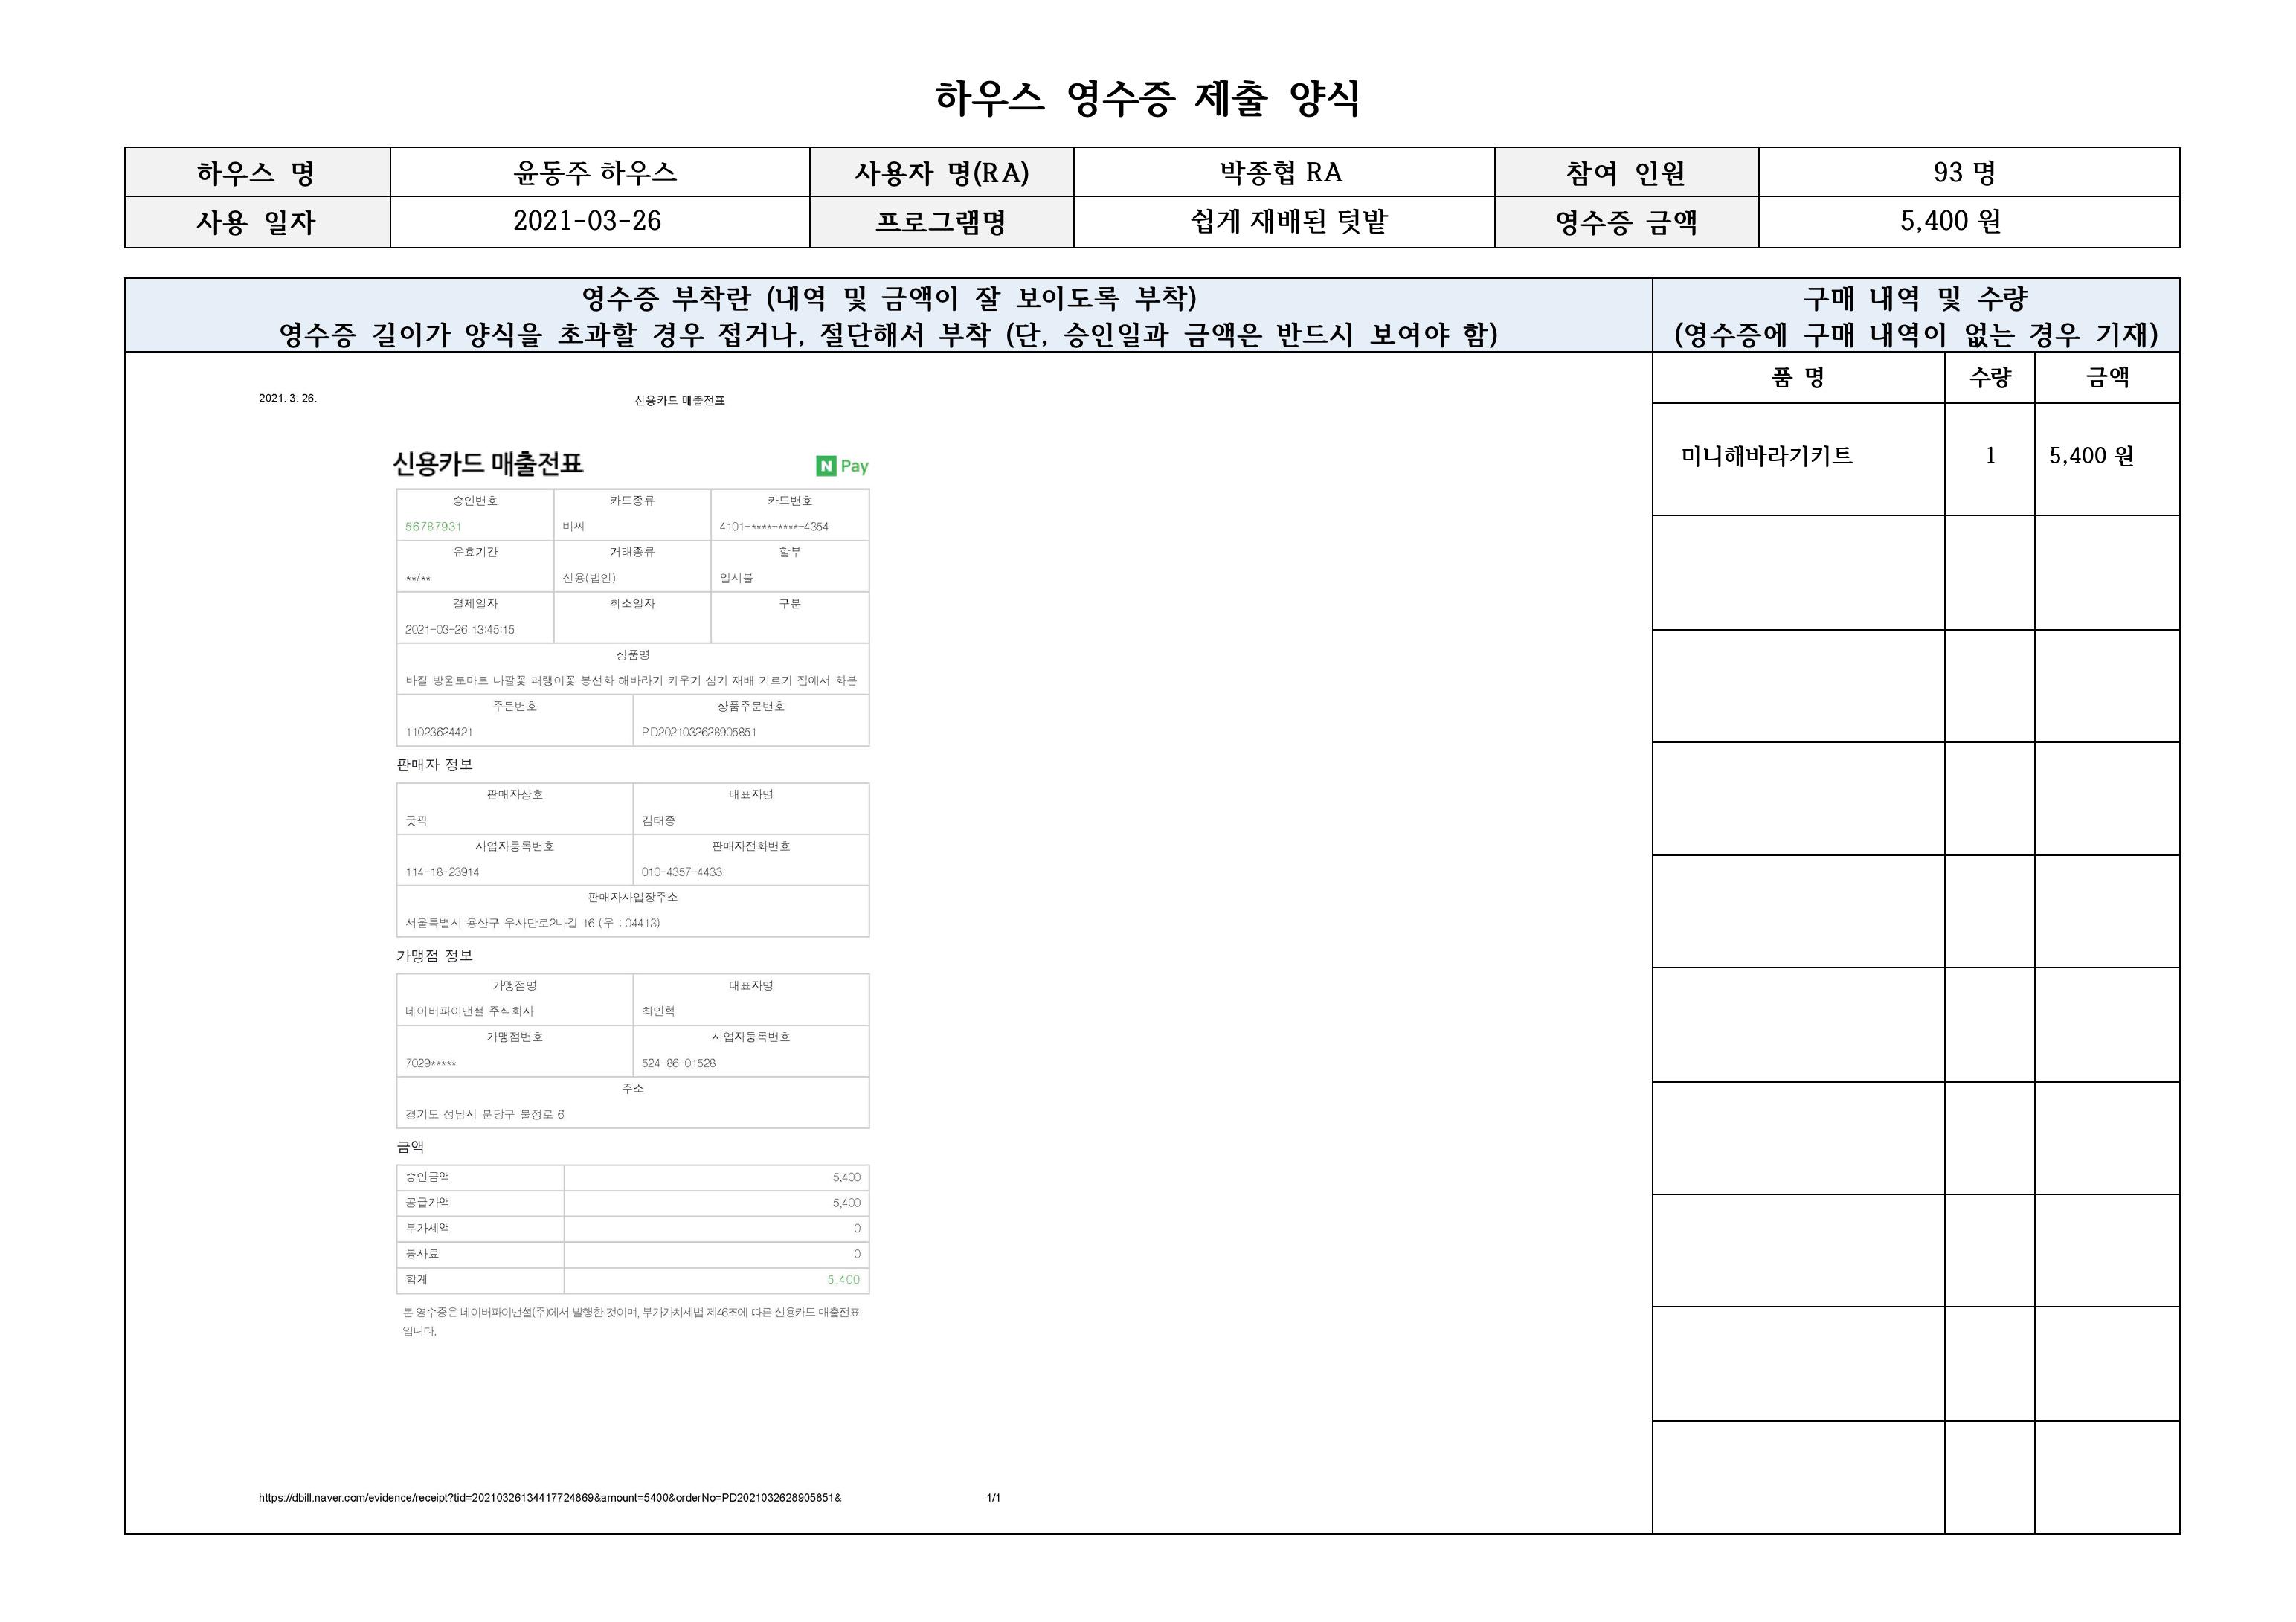 하우스 영수증 제출 양식
하우스 명 윤동주 하우스 사용자 명(RA) 박종협 RA 참여 인원 93 명
사용 일자 2021-03-26 프로그램명 쉽게 재배된 텃밭 영수증 금액 5,400 원
영수증 부착란 (내역 및 금액이 잘 보이도록 부착)
영수증 길이가 양식을 초과할 경우 접거나, 절단해서 부착 (단, 승인일과 금액은 반드시 보여야 함)
구매 내역 및 수량
(영수증에 구매 내역이 없는 경우 기재)
품 명 수량 금액
미니해바라기키트 1 5,400 원
2021. 3. 26. 신용카드 매출전표
신용카드 매출전표 N Pay
승인번호 카드종류 카드번호
56787931 비씨 4101-****-****-4354
유효기간 거래종류 할부
**/** 신용(법인) 일시불
결제일자 취소일자 구분
2021-03-26 13:45:15
상품명
바질 방울토마토 나팔꽃 패랭이꽃 봉선화 해바라기 키우기 심기 재배 기르기 집에서 화분
주문번호 상품주문번호
11023624421 PD2021032628905851
판매자 정보
판매자상호 대표자명
굿픽 김태종
사업자등록번호 판매자전화번호
114-18-23914 010-4357-4433
판매자사업장주소
서울특별시 용산구 우사단로2나길 16 (우 : 04413)
가맹점 정보
가맹점명 대표자명
네이버파이낸셜 주식회사 최인혁
가맹점번호 사업자등록번호
7029***** 524-86-01528
주소
경기도 성남시 분당구 불정로 6
금액
승인금액 5,400
공급가액 5,400
부가세액 0
봉사료 0
합계 5,400
본 영수증은 네이버파이낸셜(주)에서 발행한 것이며, 부가가치세법 제46조에 따른 신용카드 매출전표
입니다.
https://dbill.naver.com/evidence/receipt?tid=20210326134417724869&amount=5400&orderNo=PD2021032628905851& 1/1